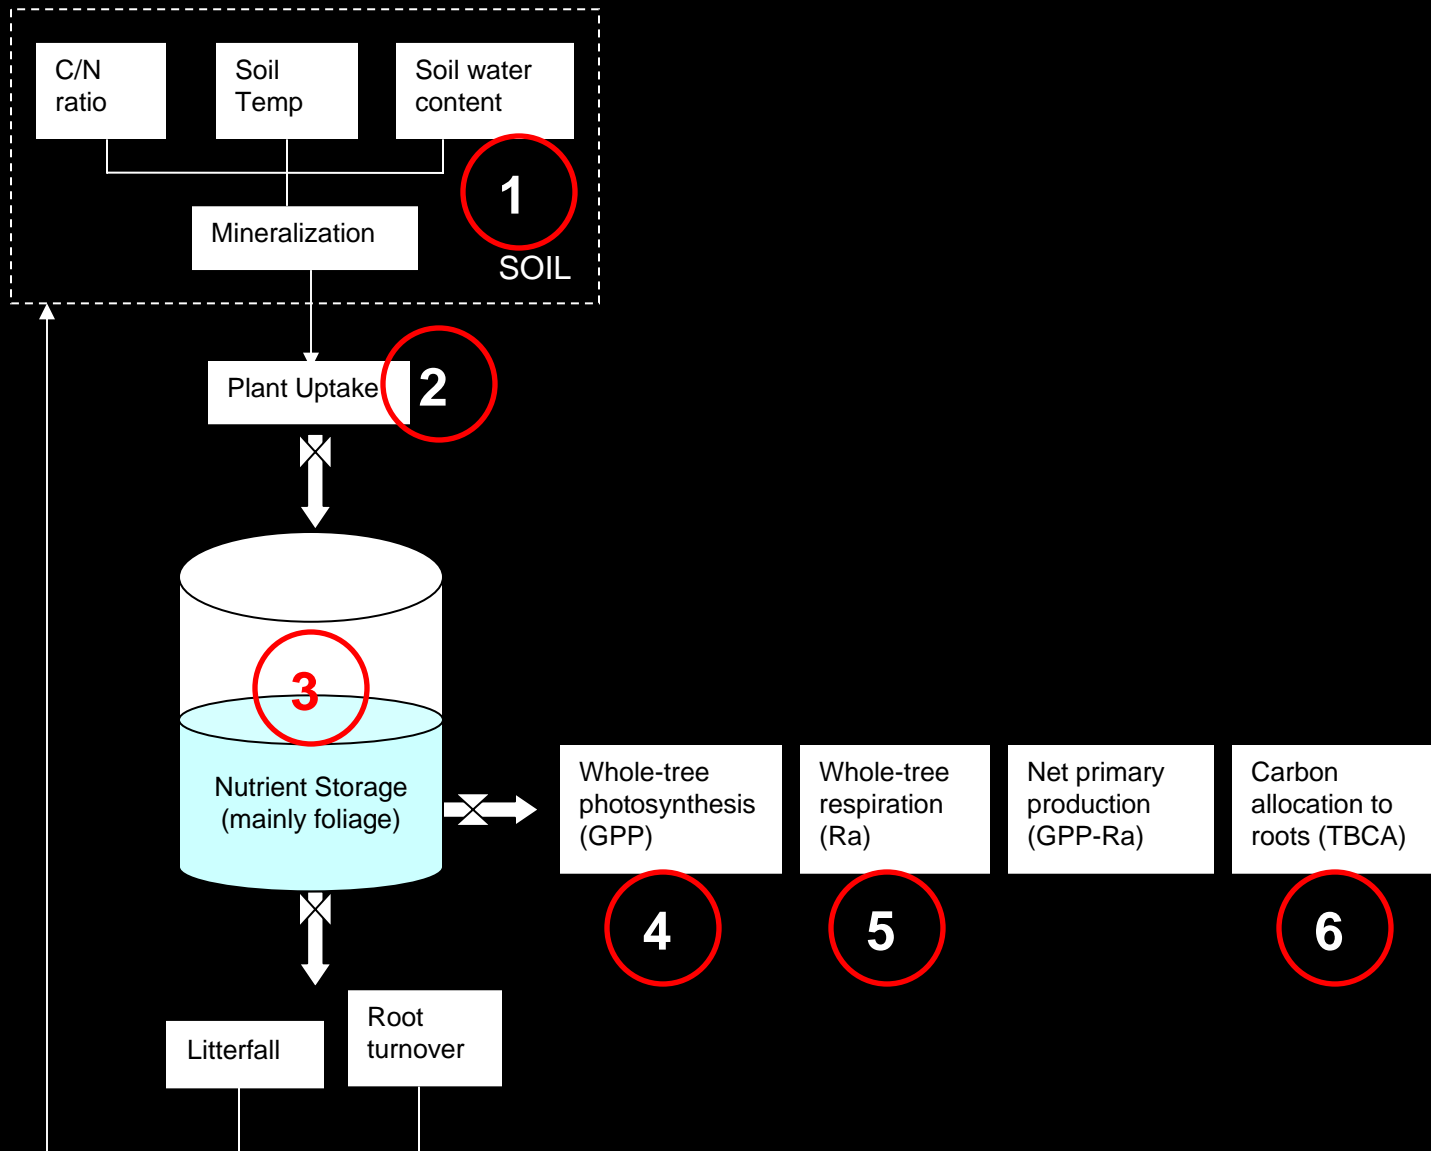 C/N
ratio
Soil
Temp
Soil water
content
1
Mineralization
SOIL
Plant Uptake
2
3
Nutrient Storage
(mainly foliage)
Whole-tree
photosynthesis
(GPP)
Whole-tree
respiration
(Ra)
Net primary
production
(GPP-Ra)
Carbon
allocation to
roots (TBCA)
4
5
6
Litterfall
Root
turnover